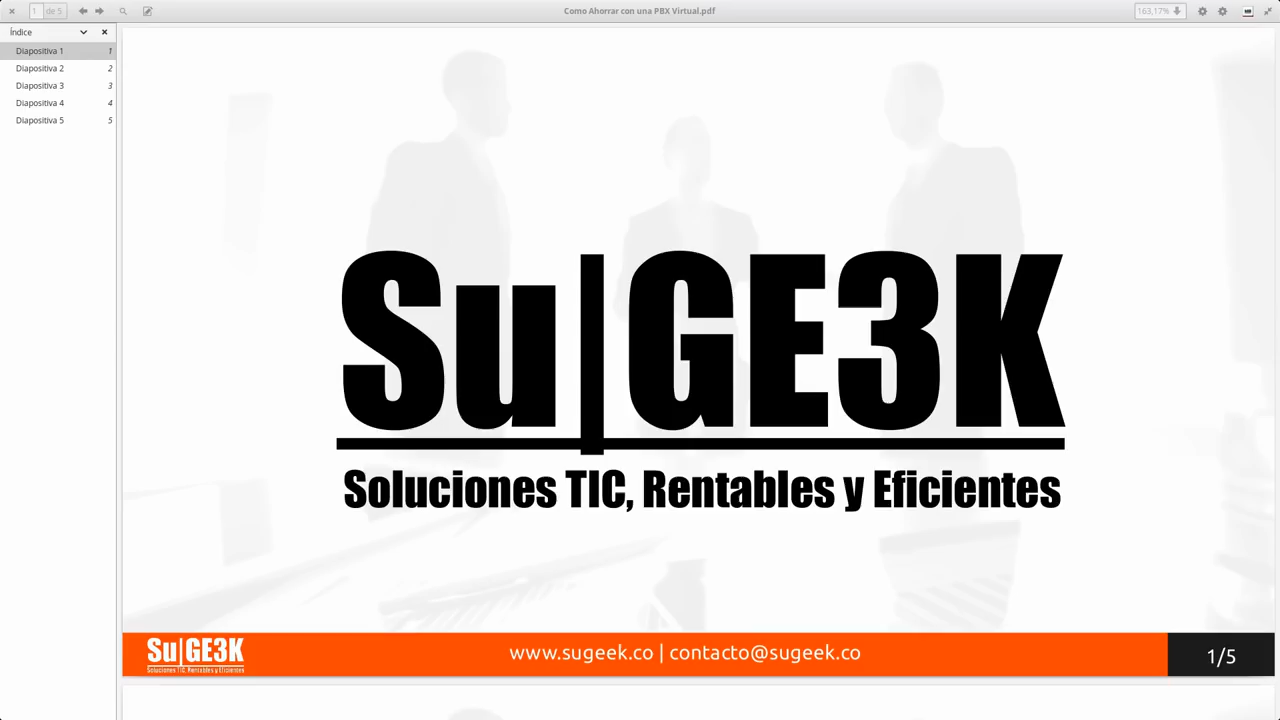 1 de 5
Como Ahorrar con una PBX Virtual.pdf
163,17%
Índice
Diapositiva 1 1
Diapositiva 2 2
Diapositiva 3 3
Diapositiva 4 4
Diapositiva 5 5
Su|GE3K
Soluciones TIC, Rentables y Eficientes
Su|GE3K
Soluciones TIC, Rentables y Eficientes
www.sugeek.co | contacto@sugeek.co
1/5